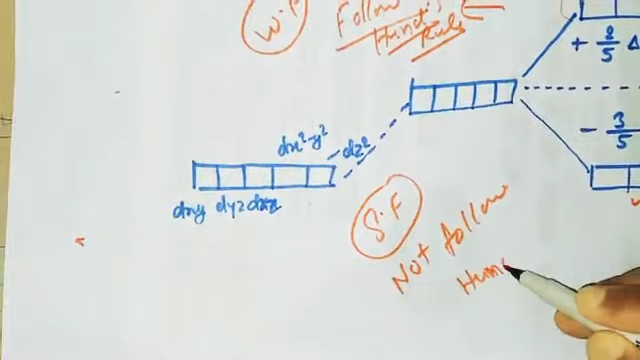 W.F
Follow
Hund's
Rule
+ 2/5 Δ
dx²-y²
dz²
- 3/5
dxy dyz dxz
S.F
Not follow
Hun